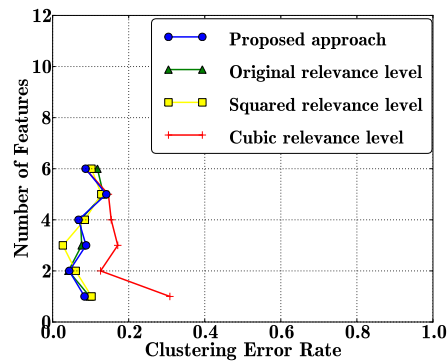 12
10
8
6
4
2
0
Number of Features
Proposed approach
Original relevance level
Squared relevance level
Cubic relevance level
0.0 0.2 0.4 0.6 0.8 1.0
Clustering Error Rate